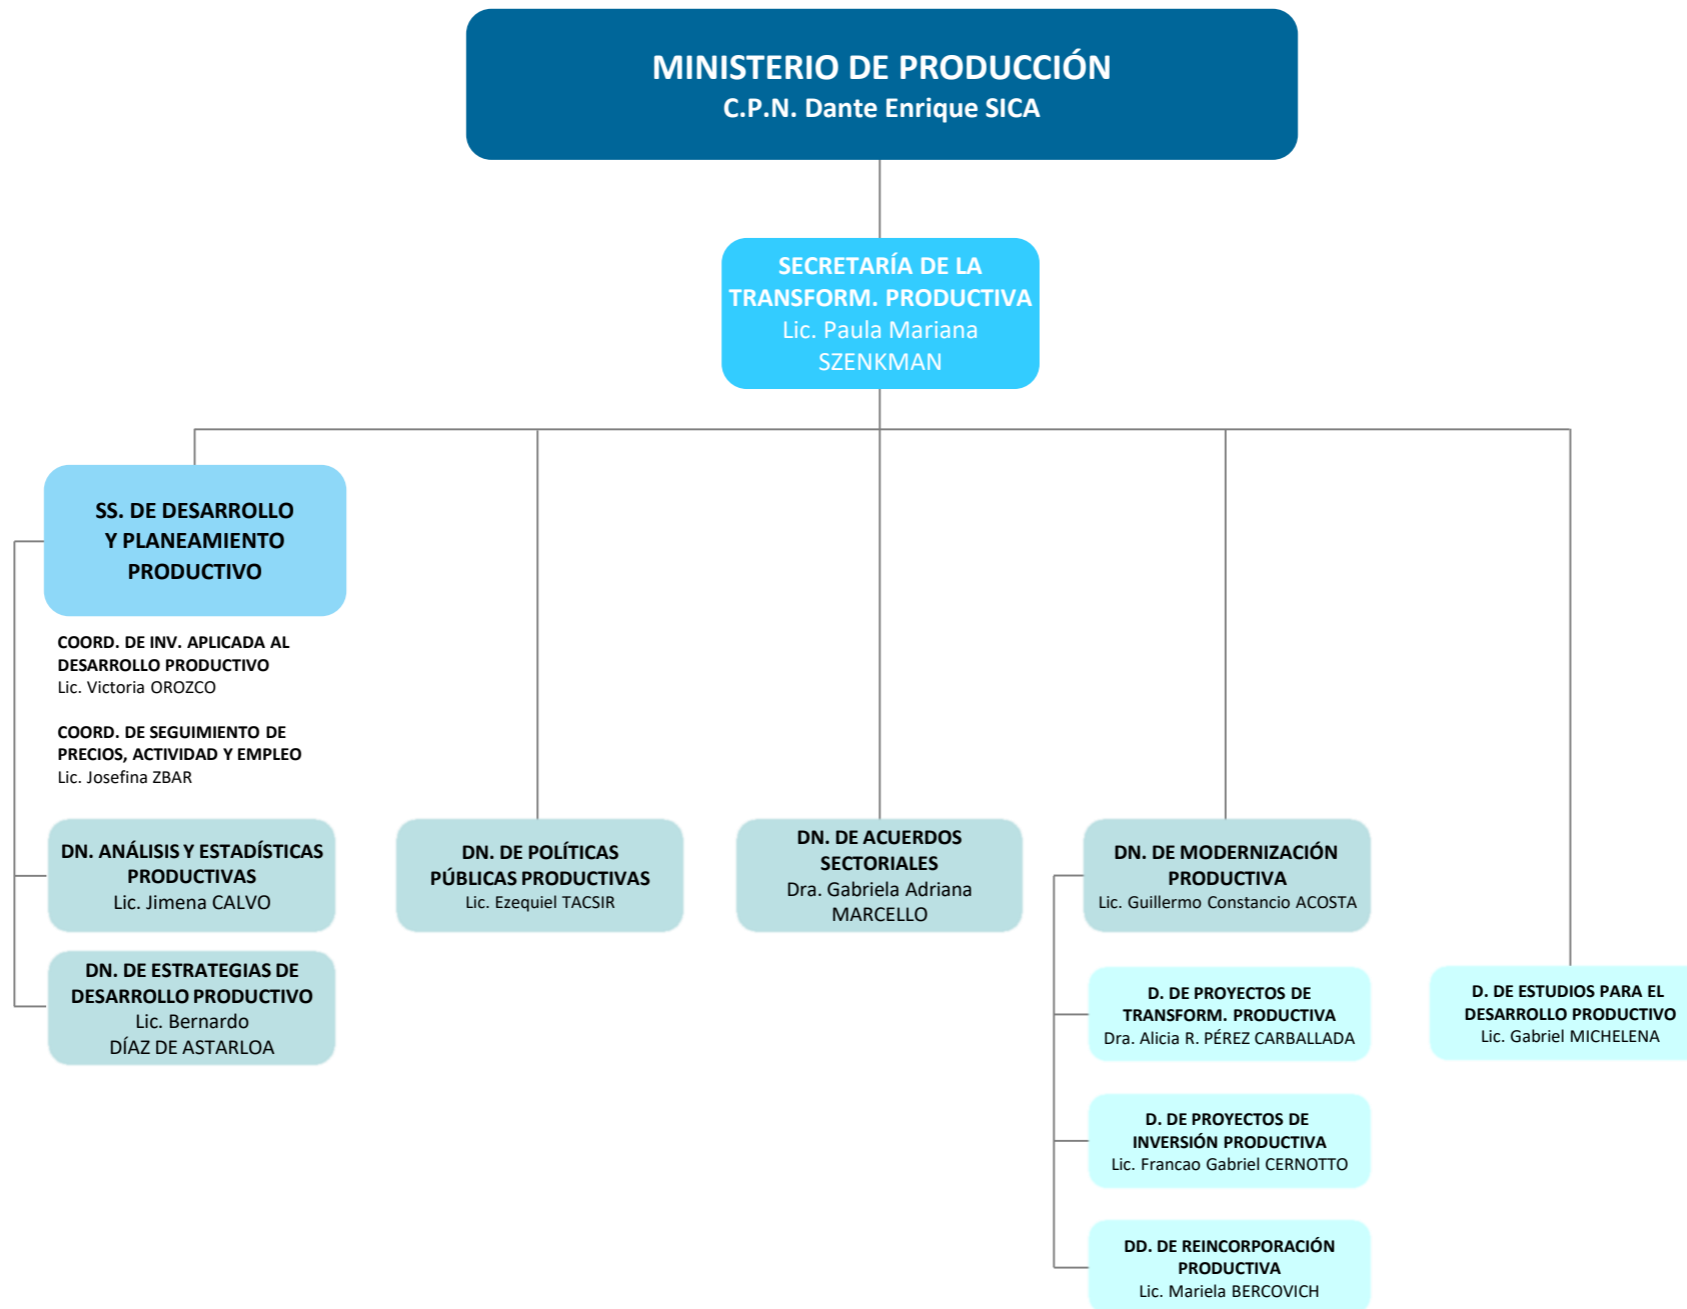 MINISTERIO DE PRODUCCIÓN
C.P.N. Dante Enrique SICA
SECRETARÍA DE LA
TRANSFORM. PRODUCTIVA
Lic. Paula Mariana
SZENKMAN
SS. DE DESARROLLO
Y PLANEAMIENTO
PRODUCTIVO
COORD. DE INV. APLICADA AL
DESARROLLO PRODUCTIVO
Lic. Victoria OROZCO
COORD. DE SEGUIMIENTO DE
PRECIOS, ACTIVIDAD Y EMPLEO
Lic. Josefina ZBAR
DN. ANÁLISIS Y ESTADÍSTICAS
PRODUCTIVAS
Lic. Jimena CALVO
DN. DE ESTRATEGIAS DE
DESARROLLO PRODUCTIVO
Lic. Bernardo
DÍAZ DE ASTARLOA
DN. DE POLÍTICAS
PÚBLICAS PRODUCTIVAS
Lic. Ezequiel TACSIR
DN. DE ACUERDOS
SECTORIALES
Dra. Gabriela Adriana
MARCELLO
DN. DE MODERNIZACIÓN
PRODUCTIVA
Lic. Guillermo Constancio ACOSTA
D. DE PROYECTOS DE
TRANSFORM. PRODUCTIVA
Dra. Alicia R. PÉREZ CARBALLADA
D. DE PROYECTOS DE
INVERSIÓN PRODUCTIVA
Lic. Francao Gabriel CERNOTTO
DD. DE REINCORPORACIÓN
PRODUCTIVA
Lic. Mariela BERCOVICH
D. DE ESTUDIOS PARA EL
DESARROLLO PRODUCTIVO
Lic. Gabriel MICHELENA